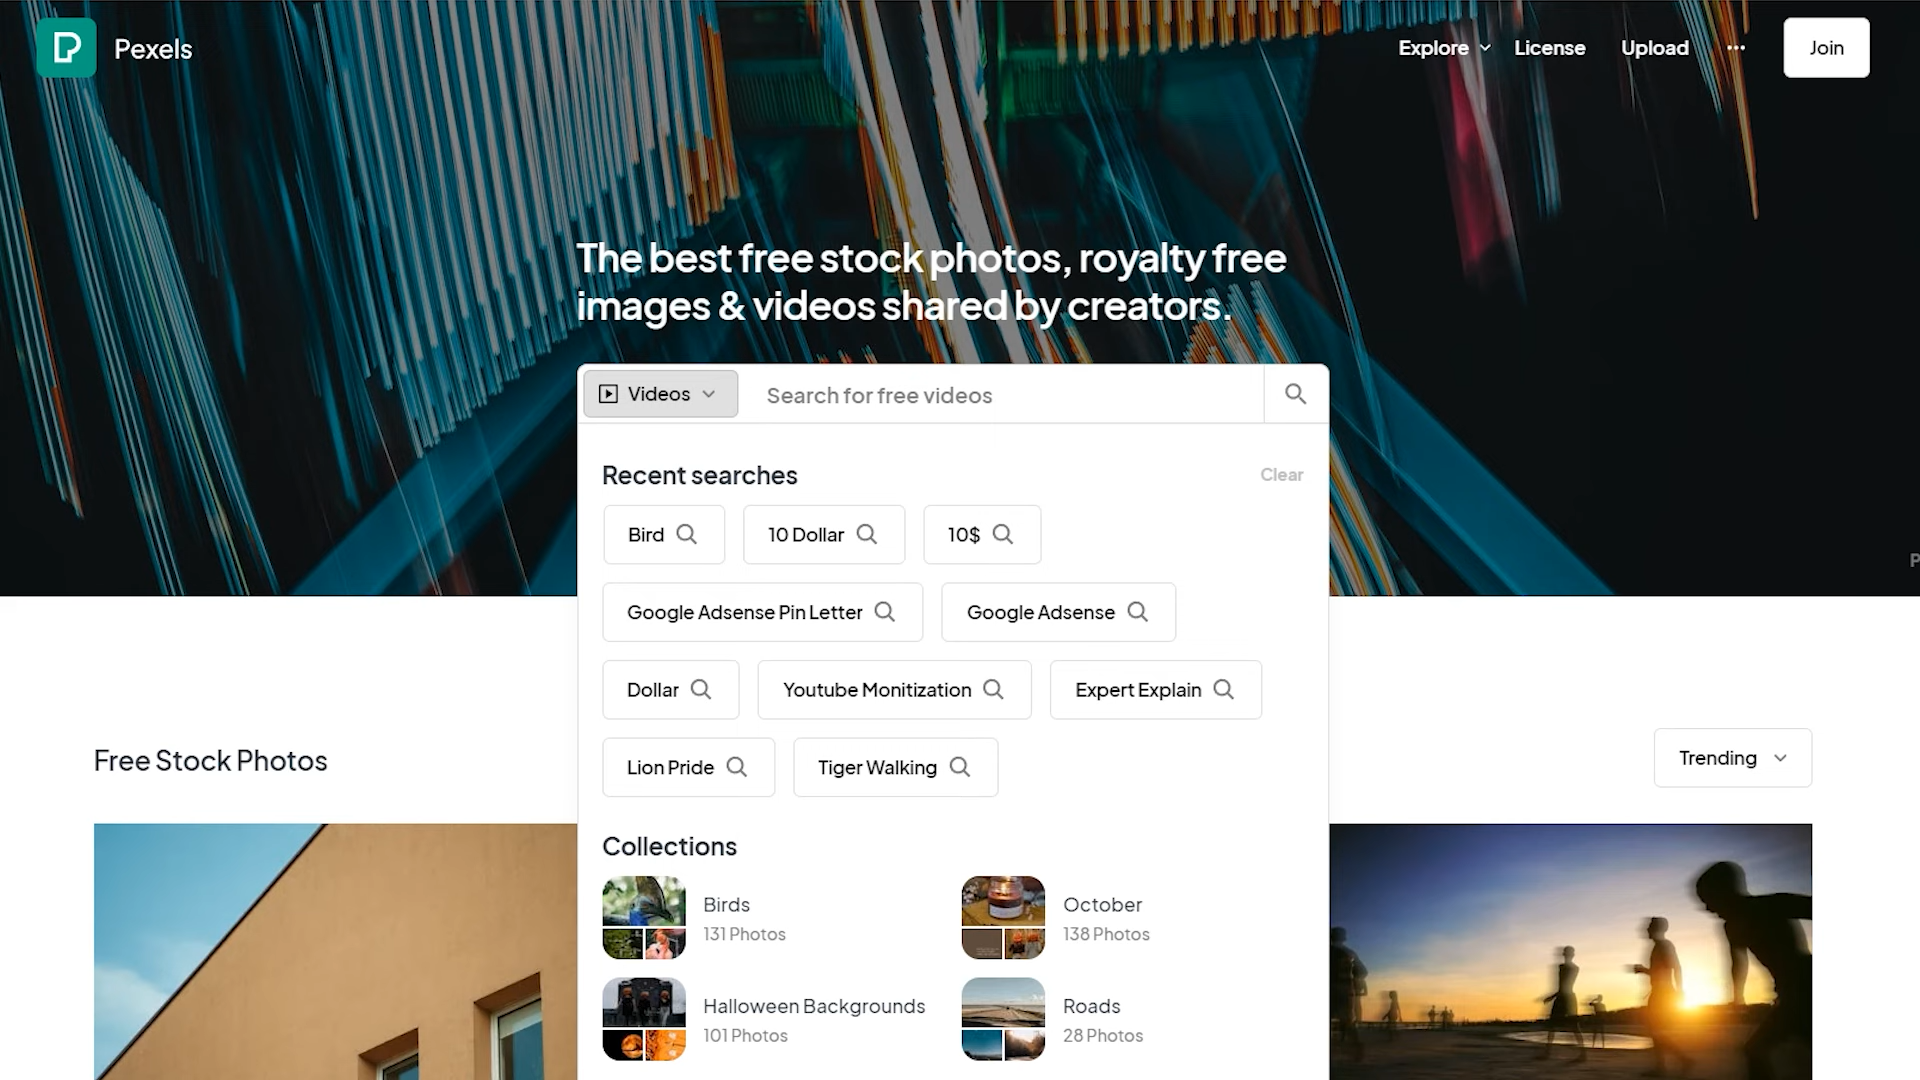 Pexels
Explore
License
Upload
Join
The best free stock photos, royalty free
images & videos shared by creators.
Videos
Search for free videos
Recent searches
Clear
Bird
10 Dollar
10$
Google Adsense Pin Letter
Google Adsense
Dollar
Youtube Monitization
Expert Explain
Lion Pride
Tiger Walking
Free Stock Photos
Trending
Collections
Birds
131 Photos
October
138 Photos
Halloween Backgrounds
101 Photos
Roads
28 Photos